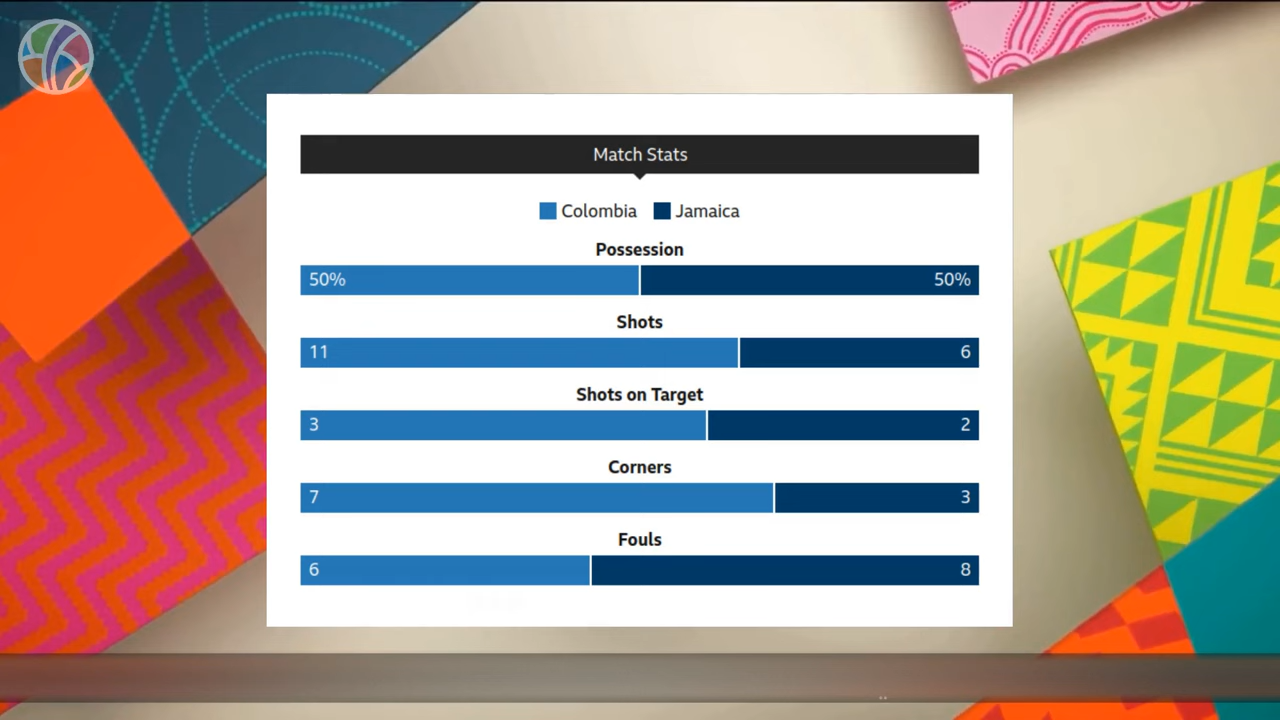 Match Stats
Colombia Jamaica
Possession
50% 50%
Shots
11 6
Shots on Target
3 2
Corners
7 3
Fouls
6 8